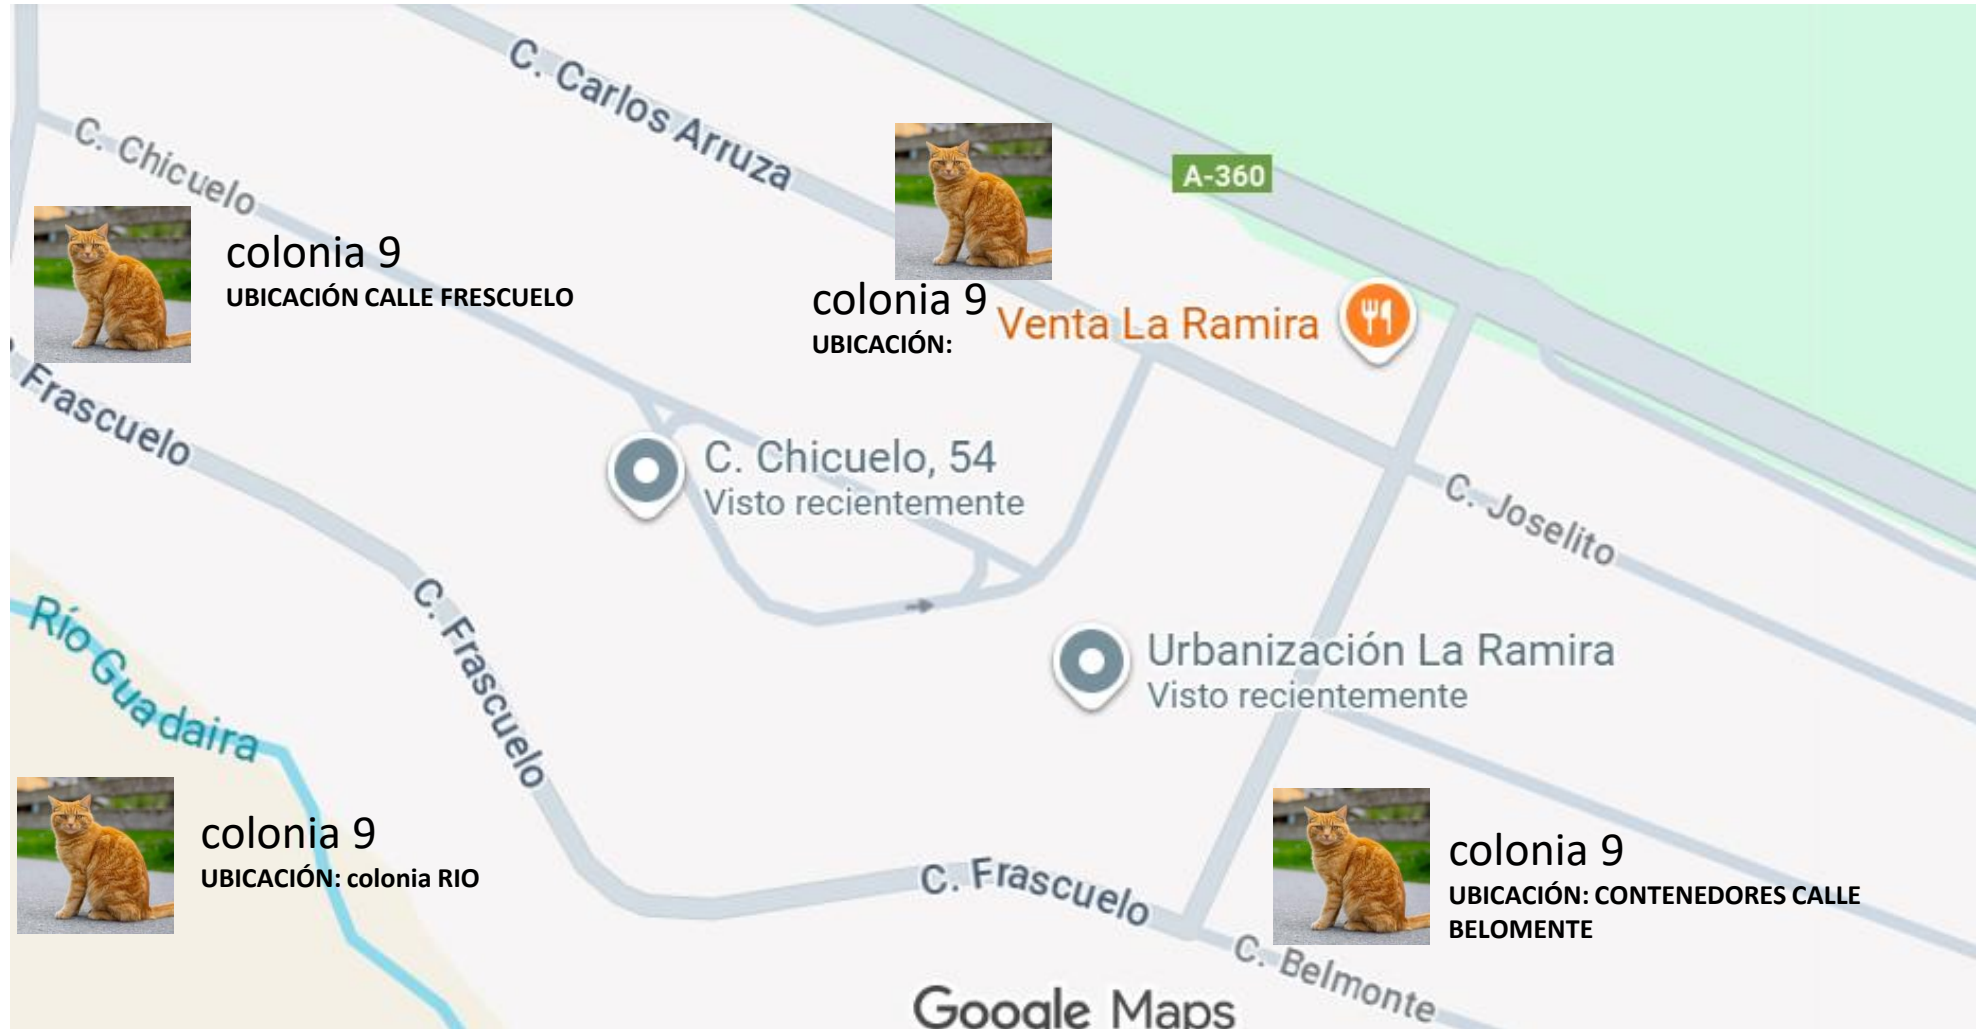 C. Carlos Arruza
C. Chicuelo
A-360
colonia 9
UBICACIÓN CALLE FRESCUELO
colonia 9
UBICACIÓN:
Venta La Ramira
Frascuelo
C. Chicuelo, 54
Visto recientemente
C. Joselito
C. Frascuelo
Río Guadaira
Urbanización La Ramira
Visto recientemente
colonia 9
UBICACIÓN: colonia RIO
colonia 9
UBICACIÓN: CONTENEDORES CALLE
BELOMENTE
C. Frascuelo
C. Belmonte
Google Maps